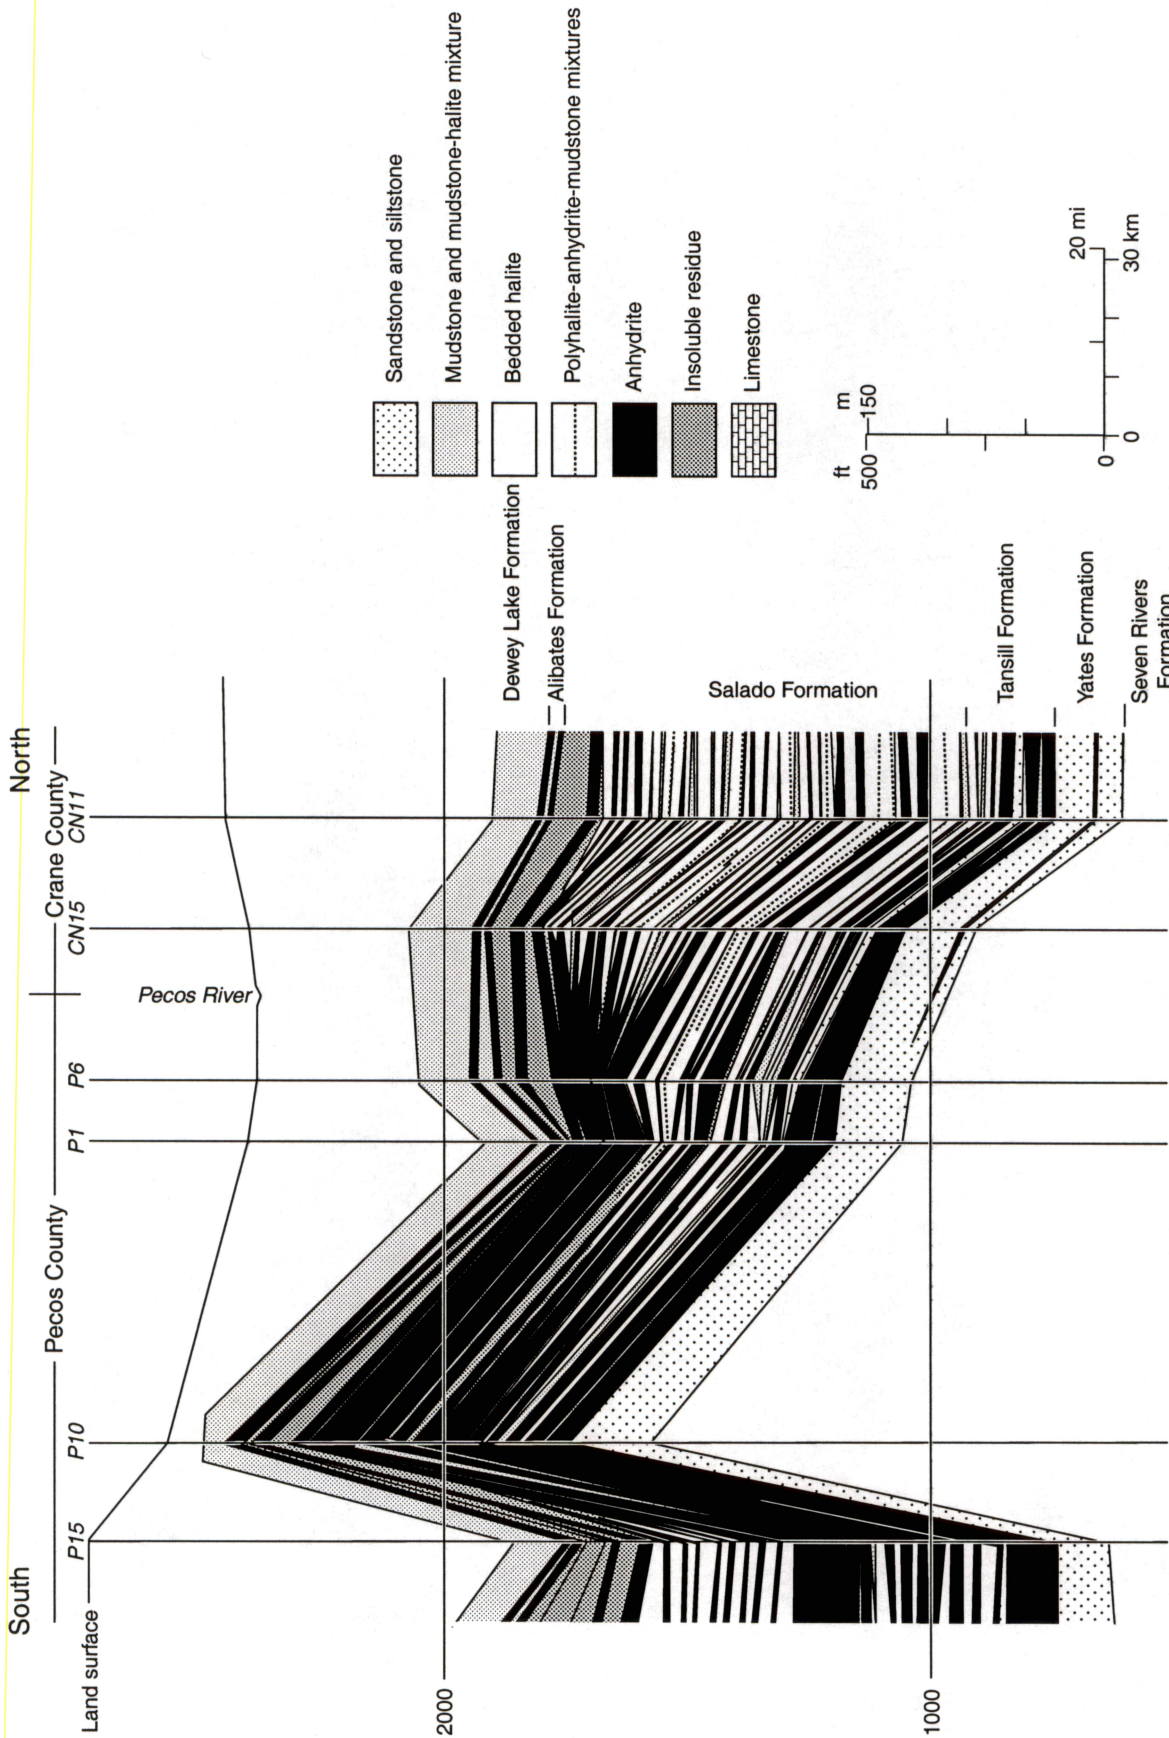 South
North
Pecos County
Crane County
P15
P10
P1
P6
CN15
CN11
Land surface
Pecos River
2000
1000
Dewey Lake Formation
Alibates Formation
Salado Formation
Tansill Formation
Yates Formation
Seven Rivers
Formation
Sandstone and siltstone
Mudstone and mudstone-halite mixture
Bedded halite
Polyhalite-anhydrite-mudstone mixtures
Anhydrite
Insoluble residue
Limestone
ft m
500 150
0
0
20 mi
30 km